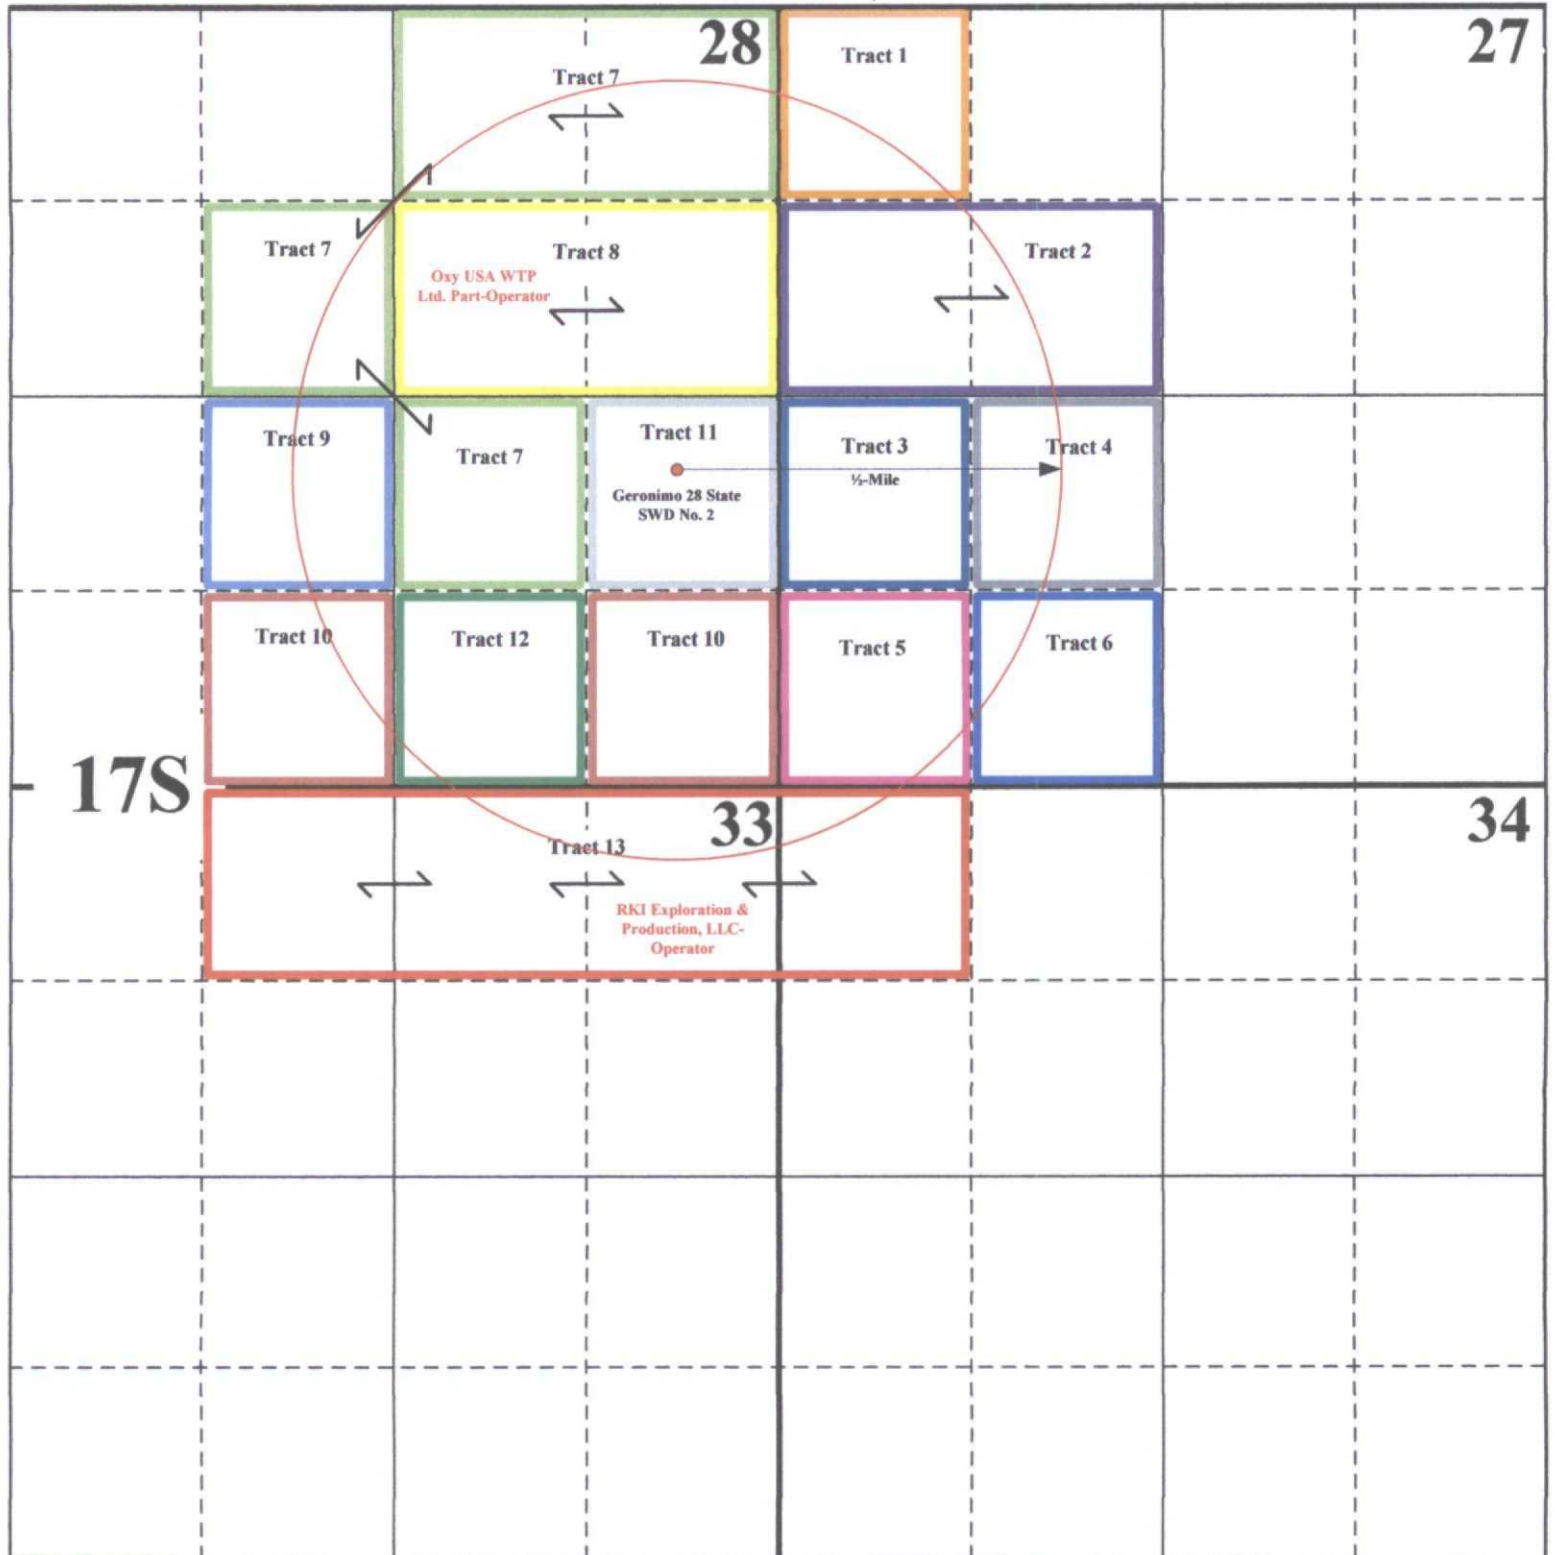 28
Tract 1
27
Tract 7
Tract 7
Tract 8
Oxy USA WTP
Ltd. Part-Operator
Tract 2
Tract 9
Tract 7
Tract 11
Geronimo 28 State
SWD No. 2
Tract 3
½-Mile
Tract 4
Tract 10
Tract 12
Tract 10
Tract 5
Tract 6
17S
33
34
Tract 13
RKI Exploration &
Production, LLC-
Operator